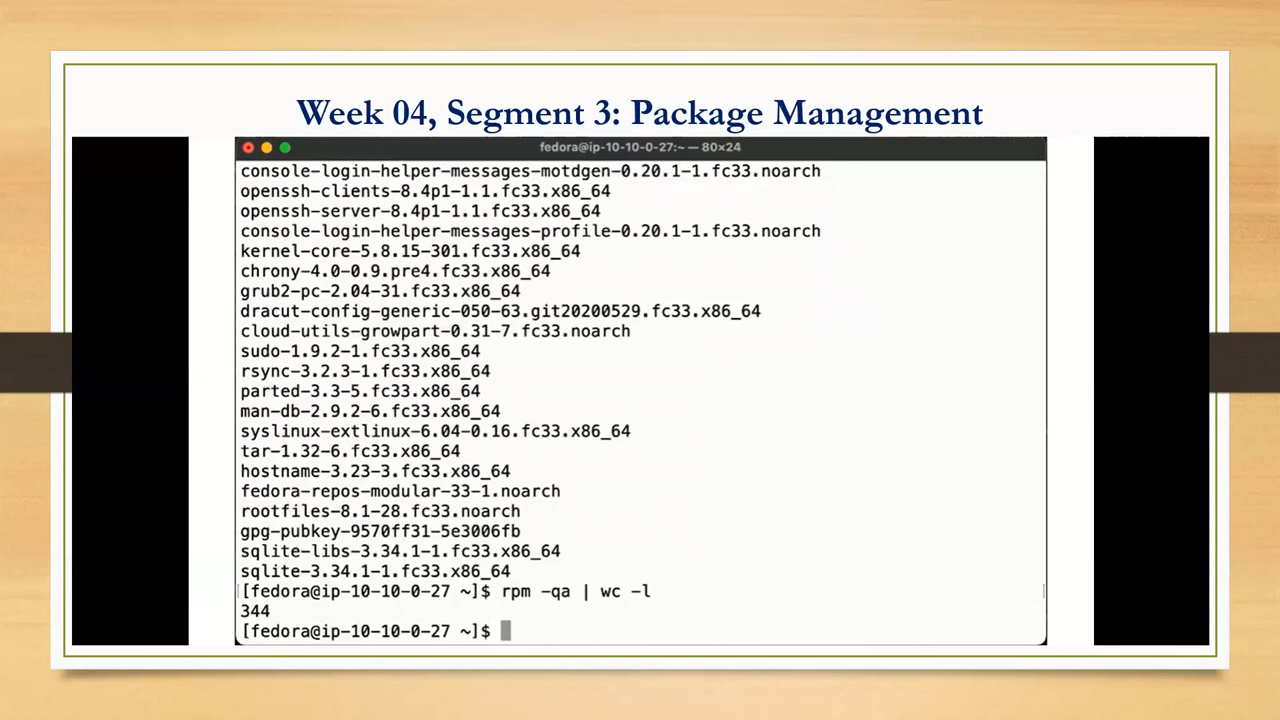 Week 04, Segment 3: Package Management
fedora@ip-10-10-0-27:~ — 80×24
console-login-helper-messages-motdgen-0.20.1-1.fc33.noarch
openssh-clients-8.4p1-1.1.fc33.x86_64
openssh-server-8.4p1-1.1.fc33.x86_64
console-login-helper-messages-profile-0.20.1-1.fc33.noarch
kernel-core-5.8.15-301.fc33.x86_64
chrony-4.0-0.9.pre4.fc33.x86_64
grub2-pc-2.04-31.fc33.x86_64
dracut-config-generic-050-63.git20200529.fc33.x86_64
cloud-utils-growpart-0.31-7.fc33.noarch
sudo-1.9.2-1.fc33.x86_64
rsync-3.2.3-1.fc33.x86_64
parted-3.3-5.fc33.x86_64
man-db-2.9.2-6.fc33.x86_64
syslinux-extlinux-6.04-0.16.fc33.x86_64
tar-1.32-6.fc33.x86_64
hostname-3.23-3.fc33.x86_64
fedora-repos-modular-33-1.noarch
rootfiles-8.1-28.fc33.noarch
gpg-pubkey-9570ff31-5e3006fb
sqlite-libs-3.34.1-1.fc33.x86_64
sqlite-3.34.1-1.fc33.x86_64
[fedora@ip-10-10-0-27 ~]$ rpm -qa | wc -l
344
[fedora@ip-10-10-0-27 ~]$